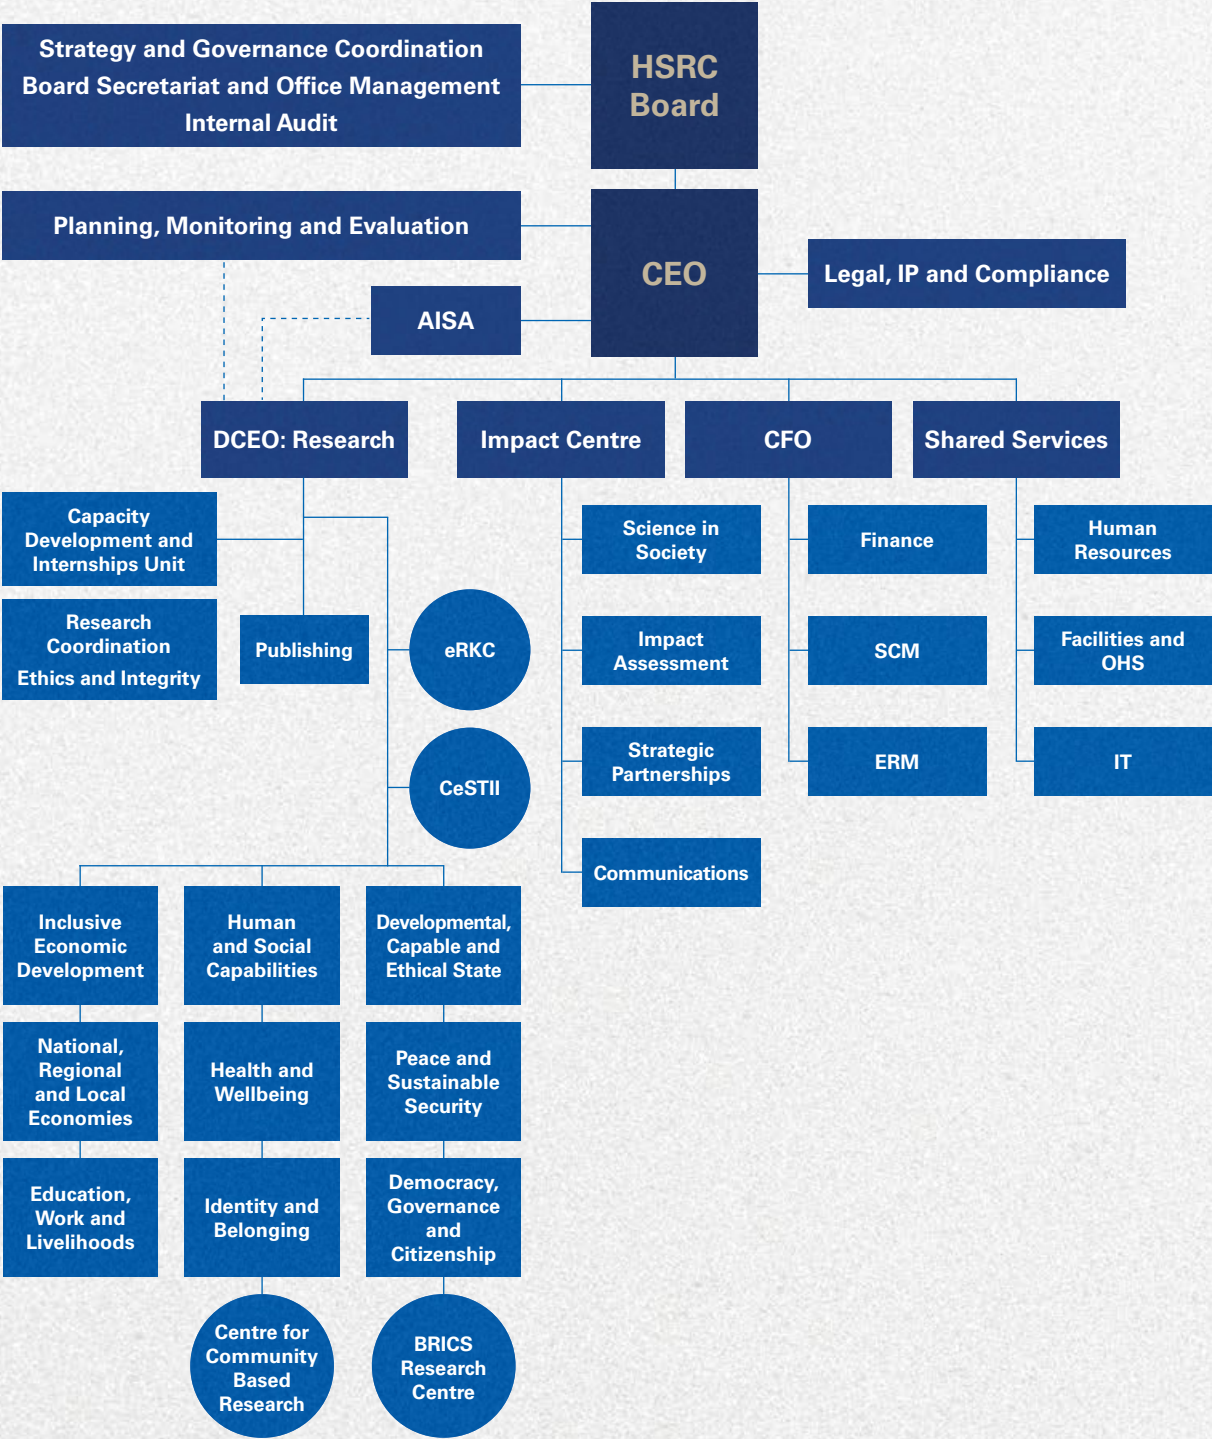 Strategy and Governance Coordination
Board Secretariat and Office Management
Internal Audit
HSRC
Board
Planning, Monitoring and Evaluation
CEO
Legal, IP and Compliance
AISA
DCEO: Research
Impact Centre
CFO
Shared Services
Capacity
Development and
Internships Unit
Research
Coordination
Ethics and Integrity
Publishing
eRKC
CeSTII
Science in
Society
Impact
Assessment
Strategic
Partnerships
Communications
Finance
SCM
ERM
Human
Resources
Facilities and
OHS
IT
Inclusive
Economic
Development
Human
and Social
Capabilities
Developmental,
Capable and
Ethical State
National,
Regional
and Local
Economies
Health and
Wellbeing
Peace and
Sustainable
Security
Education,
Work and
Livelihoods
Identity and
Belonging
Democracy,
Governance
and
Citizenship
Centre for
Community
Based
Research
BRICS
Research
Centre